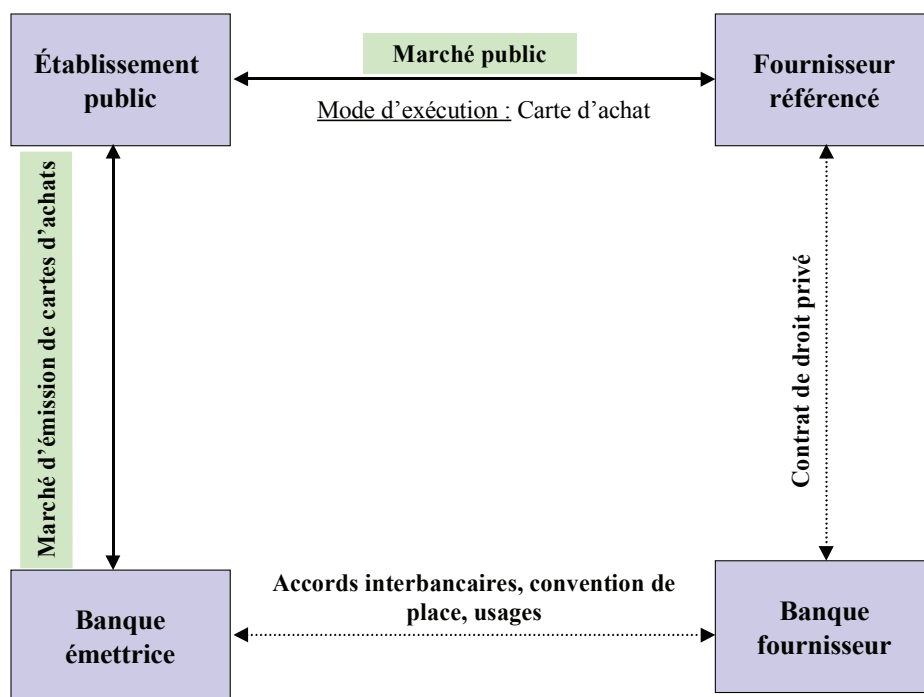 Établissement
public
Marché public
Mode d’exécution : Carte d’achat
Fournisseur
référencé
Marché d’émission de cartes d’achats
Contrat de droit privé
Banque
émettrice
Accords interbancaires, convention de
place, usages
Banque
fournisseur